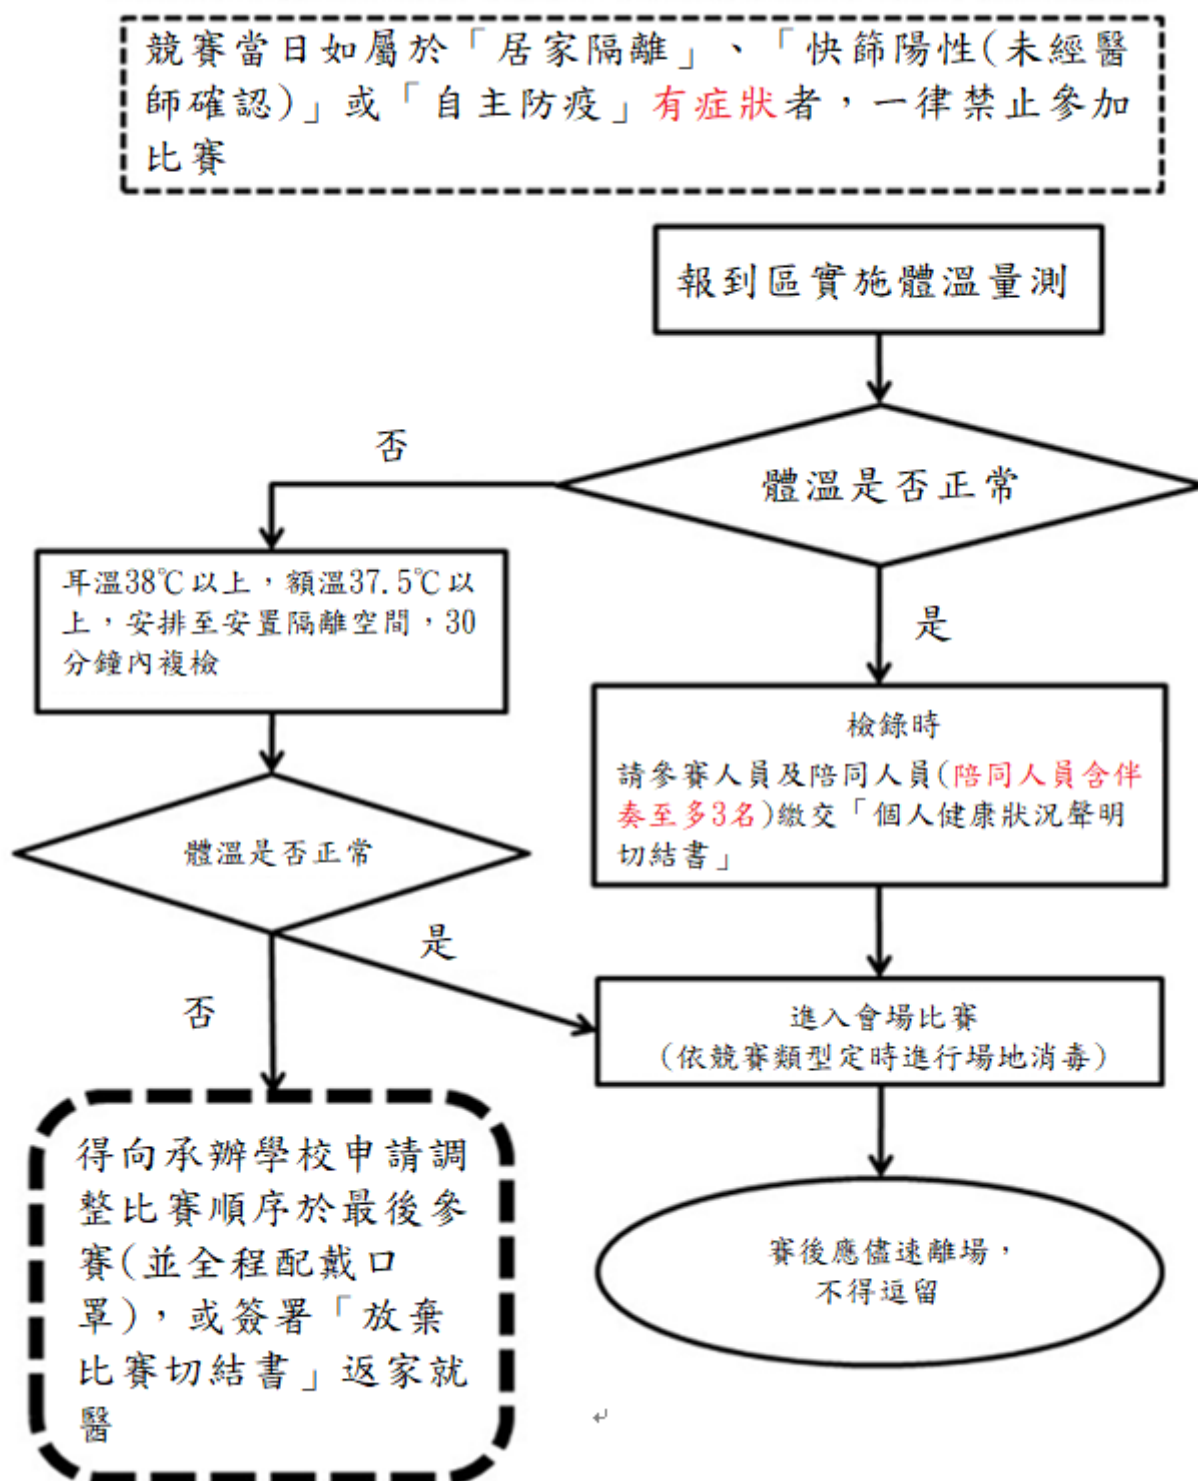 競賽當日如屬於「居家隔離」、「快篩陽性(未經醫
師確認)」或「自主防疫」有症狀者，一律禁止參加
比賽
報到區實施體溫量測
體溫是否正常
否
是
耳溫38℃以上，額溫37.5℃以
上，安排至安置隔離空間，30
分鐘內複檢
檢錄時
請參賽人員及陪同人員(陪同人員含伴
奏至多3名)繳交「個人健康狀況聲明
切結書」
體溫是否正常
是
否
進入會場比賽
(依競賽類型定時進行場地消毒)
得向承辦學校申請調
整比賽順序於最後參
賽(並全程配戴口
罩)，或簽署「放棄
比賽切結書」返家就
醫
賽後應儘速離場，
不得逗留